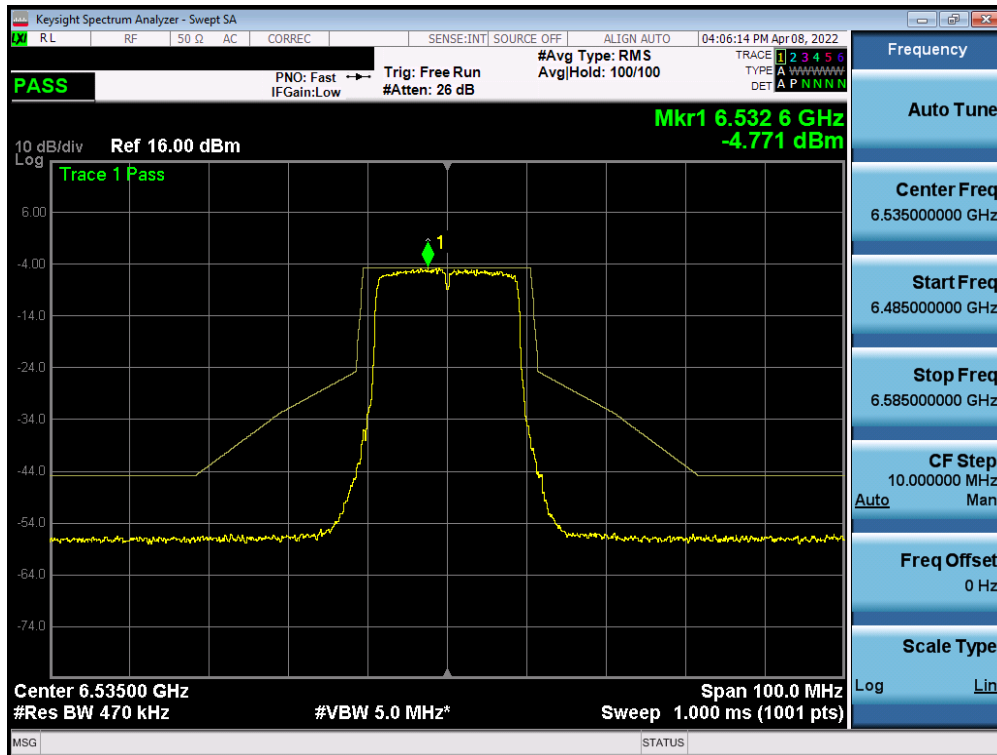 Keysight Spectrum Analyzer - Swept SA
LXI RL RF 50 Ω AC CORREC SENSE:INT SOURCE OFF ALIGN AUTO 04:06:14 PM Apr 08, 2022
PASS
PNO: Fast
IFGain:Low
Trig: Free Run
#Atten: 26 dB
#Avg Type: RMS
Avg|Hold: 100/100
TRACE 1 2 3 4 5 6
TYPE A WWWWW
DET A P N N N N
Mkr1 6.532 6 GHz
-4.771 dBm
10 dB/div Ref 16.00 dBm
Log
Trace 1 Pass
1
6.00
-4.00
-14.0
-24.0
-34.0
-44.0
-54.0
-64.0
-74.0
Center 6.53500 GHz Span 100.0 MHz
#Res BW 470 kHz #VBW 5.0 MHz* Sweep 1.000 ms (1001 pts)
MSG STATUS
Frequency
Auto Tune
Center Freq
6.535000000 GHz
Start Freq
6.485000000 GHz
Stop Freq
6.585000000 GHz
CF Step
10.000000 MHz
Auto Man
Freq Offset
0 Hz
Scale Type
Log Lin